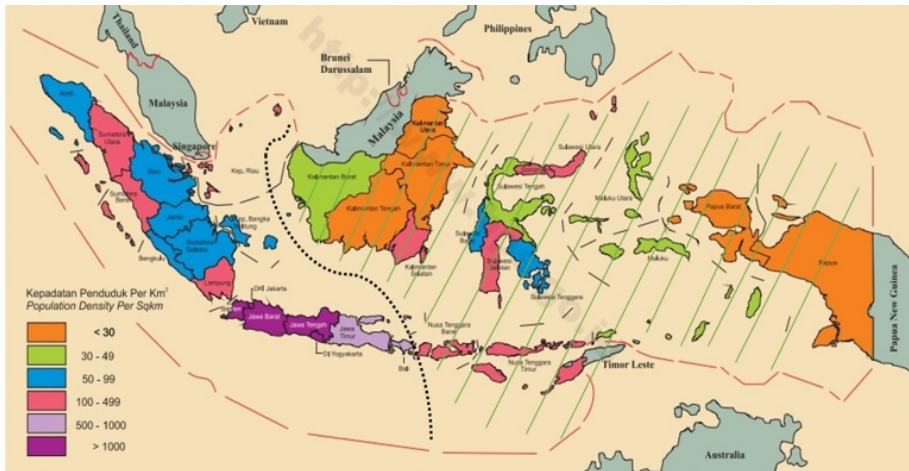 Vietnam
Philippines
Thailand
Brunei
Darussalam
Malaysia
Malaysia
Singapore
Aceh
Sumatera
Utara
Riau
Kep, Riau
Sumatera
Barat
Jambi
Kep, Bangka
Belitung
Sumatera
Selatan
Bengkulu
Lampung
Kalimantan
Utara
Kalimantan Timur
Kalimantan Barat
Kalimantan Tengah
Kalimantan
Selatan
Sulawesi Utara
Gorontalo
Sulawesi Tengah
Sulawesi
Barat
Sulawesi
Selatan
Sulawesi Tenggara
Maluku Utara
Maluku
Papua Barat
Papua
Papua New Guinea
DKI Jakarta
Banten
Jawa Barat
Jawa Tengah
Jawa
Timur
DI Yogyakarta
Bali
Nusa Tenggara
Barat
Nusa Tenggara
Timur
Timor Leste
Australia
Kepadatan Penduduk Per Km²
Population Density Per Sqkm
< 30
30 - 49
50 - 99
100 - 499
500 - 1000
> 1000